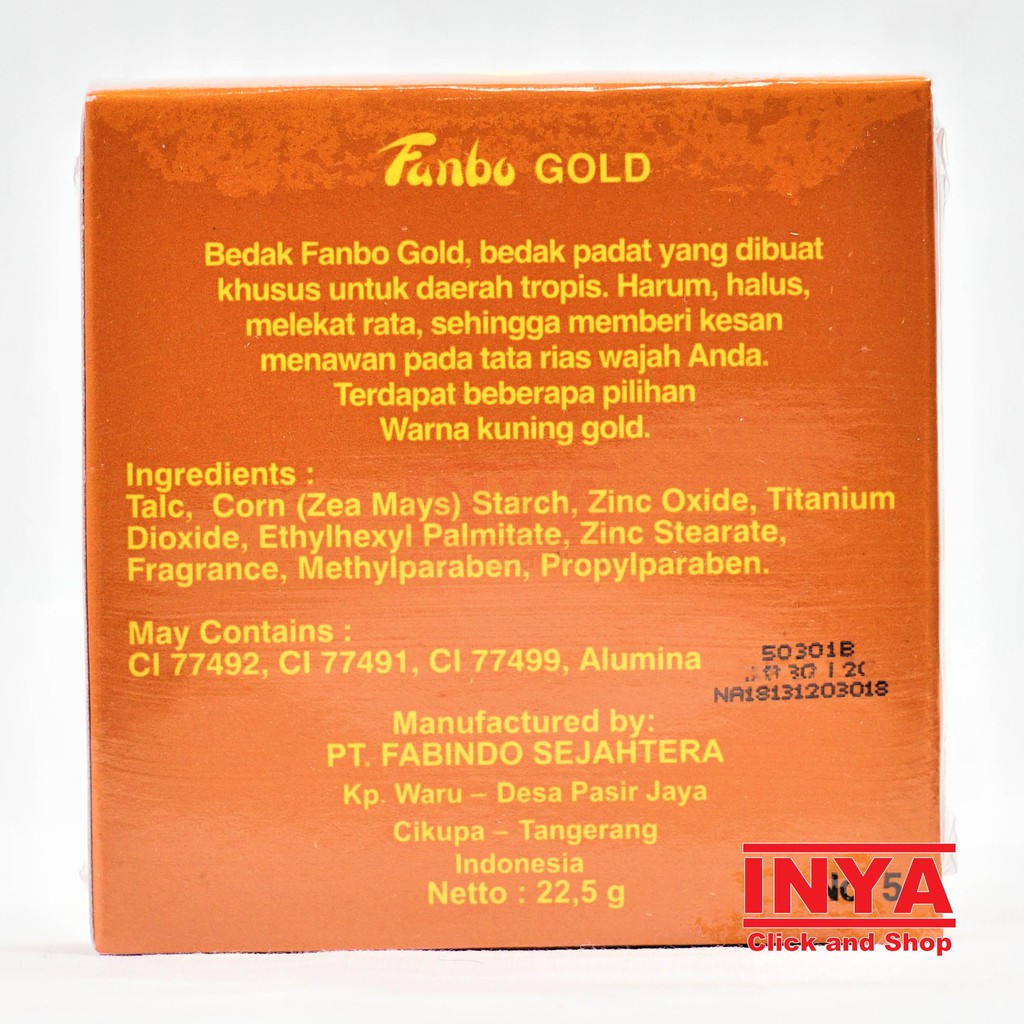 Fanbo GOLD
Bedak Fanbo Gold, bedak padat yang dibuat
khusus untuk daerah tropis. Harum, halus,
melekat rata, sehingga memberi kesan
menawan pada tata rias wajah Anda.
Terdapat beberapa pilihan
Warna kuning gold.
Ingredients :
Talc, Corn (Zea Mays) Starch, Zinc Oxide, Titanium
Dioxide, Ethylhexyl Palmitate, Zinc Stearate,
Fragrance, Methylparaben, Propylparaben.
May Contains :
CI 77492, CI 77491, CI 77499, Alumina
50301B
NA18131203018
Manufactured by:
PT. FABINDO SEJAHTERA
Kp. Waru – Desa Pasir Jaya
Cikupa – Tangerang
Indonesia
Netto : 22,5 g
5
INYA
Click and Shop